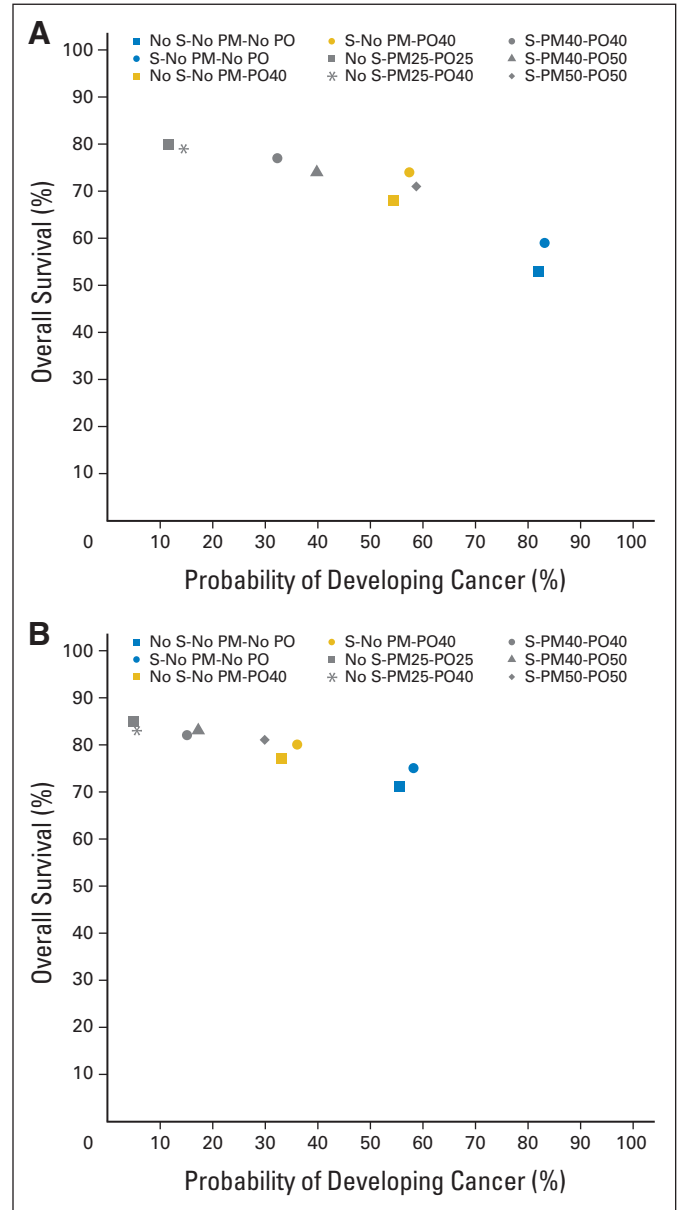 A
No S-No PM-No PO S-No PM-PO40 S-PM40-PO40
S-No PM-No PO No S-PM25-PO25 S-PM40-PO50
No S-No PM-PO40 No S-PM25-PO40 S-PM50-PO50
100
90
80
70
60
50
40
30
20
10
Overall Survival (%)
0 10 20 30 40 50 60 70 80 90 100
Probability of Developing Cancer (%)
B
No S-No PM-No PO S-No PM-PO40 S-PM40-PO40
S-No PM-No PO No S-PM25-PO25 S-PM40-PO50
No S-No PM-PO40 No S-PM25-PO40 S-PM50-PO50
100
90
80
70
60
50
40
30
20
10
Overall Survival (%)
0 10 20 30 40 50 60 70 80 90 100
Probability of Developing Cancer (%)